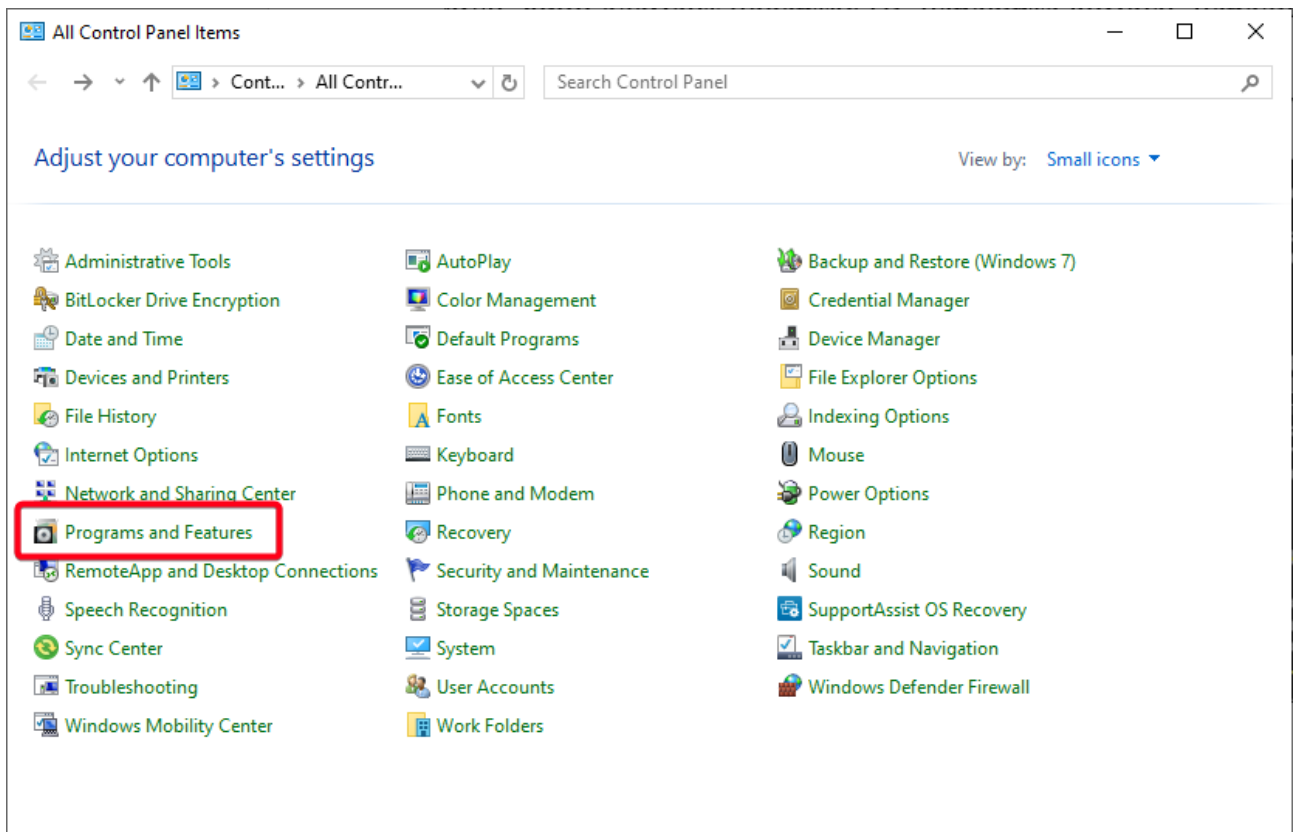 All Control Panel Items
Cont... All Contr...
Search Control Panel
Adjust your computer's settings
View by: Small icons
Administrative Tools
AutoPlay
Backup and Restore (Windows 7)
BitLocker Drive Encryption
Color Management
Credential Manager
Date and Time
Default Programs
Device Manager
Devices and Printers
Ease of Access Center
File Explorer Options
File History
Fonts
Indexing Options
Internet Options
Keyboard
Mouse
Network and Sharing Center
Phone and Modem
Power Options
Programs and Features
Recovery
Region
RemoteApp and Desktop Connections
Security and Maintenance
Sound
Speech Recognition
Storage Spaces
SupportAssist OS Recovery
Sync Center
System
Taskbar and Navigation
Troubleshooting
User Accounts
Windows Defender Firewall
Windows Mobility Center
Work Folders